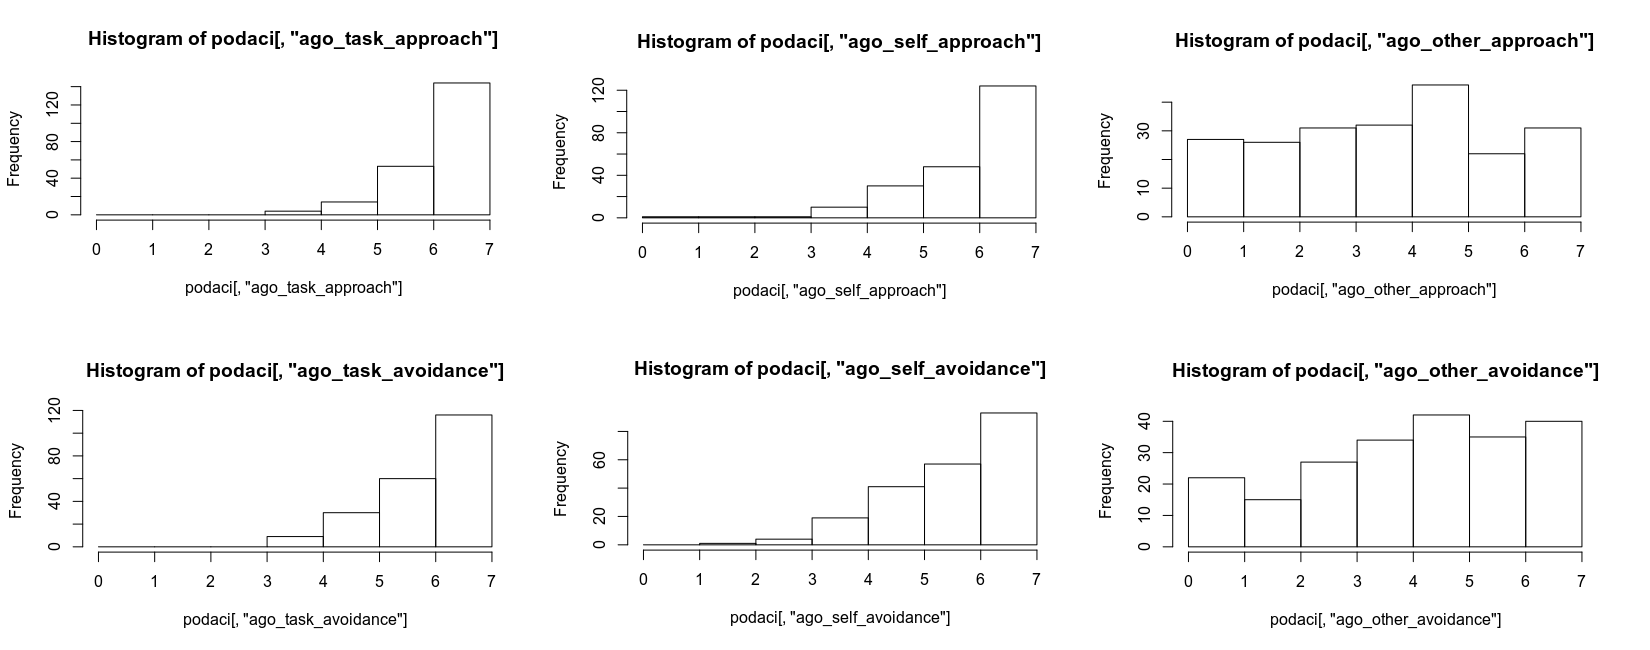 Histogram of podaci[, "ago_task_approach"]
Frequency
120
80
40
0
0 1 2 3 4 5 6 7
podaci[, "ago_task_approach"]
Histogram of podaci[, "ago_self_approach"]
Frequency
120
80
40
0
0 1 2 3 4 5 6 7
podaci[, "ago_self_approach"]
Histogram of podaci[, "ago_other_approach"]
Frequency
30
10
0
0 1 2 3 4 5 6 7
podaci[, "ago_other_approach"]
Histogram of podaci[, "ago_task_avoidance"]
Frequency
120
80
40
0
0 1 2 3 4 5 6 7
podaci[, "ago_task_avoidance"]
Histogram of podaci[, "ago_self_avoidance"]
Frequency
60
20
0
0 1 2 3 4 5 6 7
podaci[, "ago_self_avoidance"]
Histogram of podaci[, "ago_other_avoidance"]
Frequency
40
30
20
10
0
0 1 2 3 4 5 6 7
podaci[, "ago_other_avoidance"]